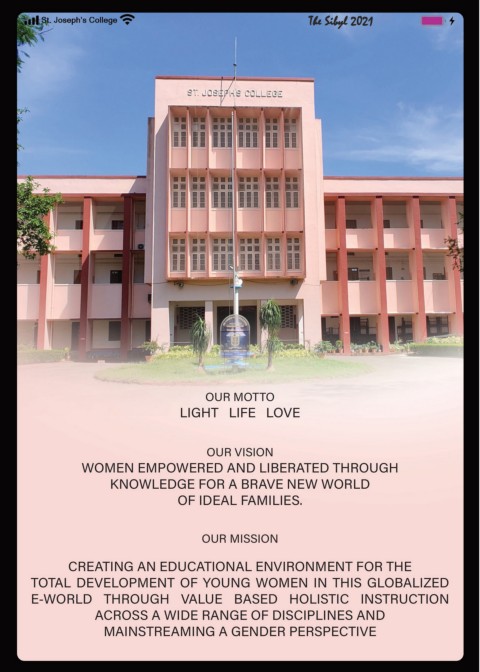 St. Joseph's College
The Sibyl 2021
ST. JOSEPH'S COLLEGE
OUR MOTTO
LIGHT LIFE LOVE
OUR VISION
WOMEN EMPOWERED AND LIBERATED THROUGH
KNOWLEDGE FOR A BRAVE NEW WORLD
OF IDEAL FAMILIES.
OUR MISSION
CREATING AN EDUCATIONAL ENVIRONMENT FOR THE
TOTAL DEVELOPMENT OF YOUNG WOMEN IN THIS GLOBALIZED
E-WORLD THROUGH VALUE BASED HOLISTIC INSTRUCTION
ACROSS A WIDE RANGE OF DISCIPLINES AND
MAINSTREAMING A GENDER PERSPECTIVE